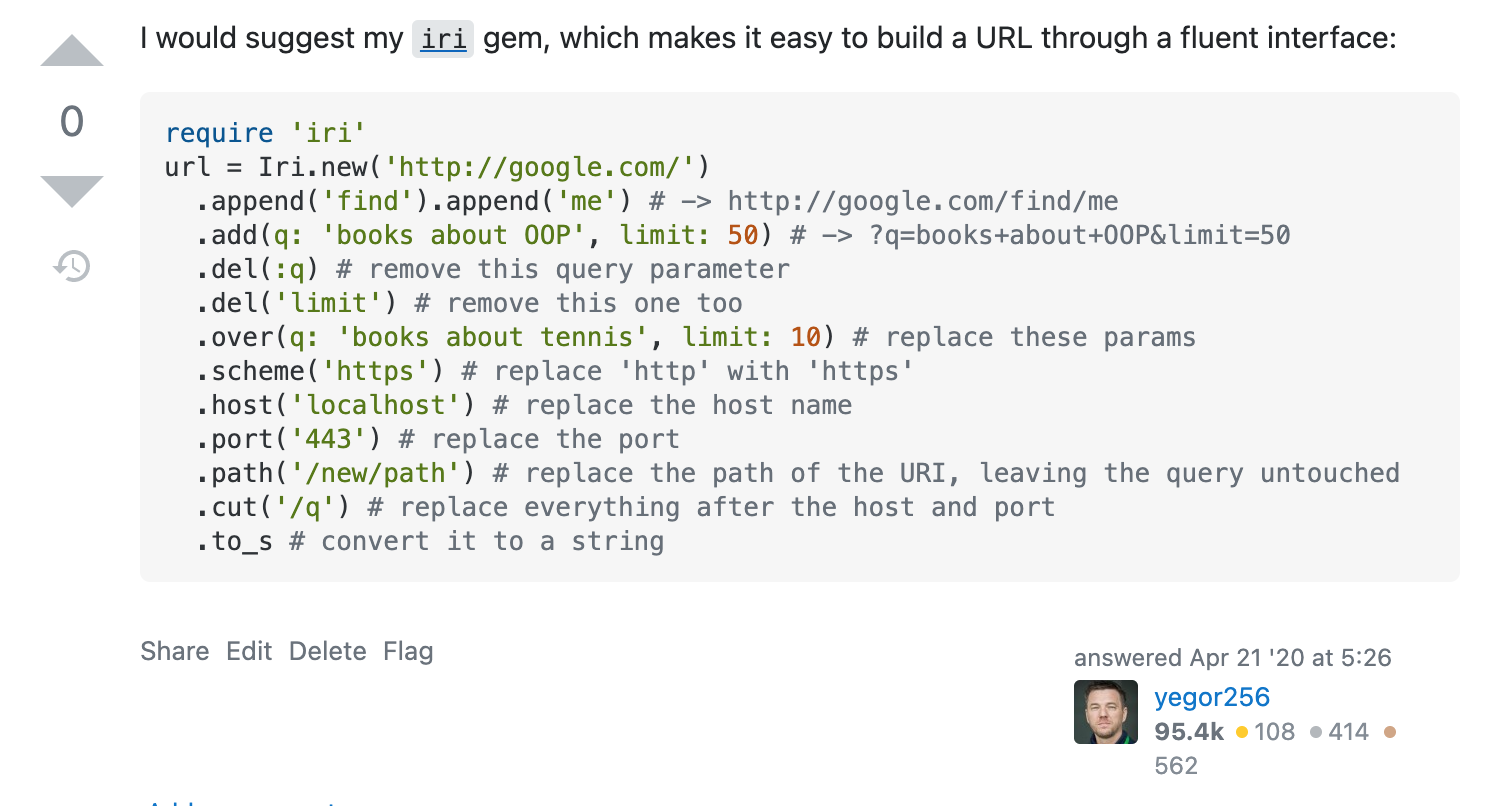 I would suggest my iri gem, which makes it easy to build a URL through a fluent interface:
0
require 'iri'
url = Iri.new('http://google.com/')
  .append('find').append('me') # -> http://google.com/find/me
  .add(q: 'books about OOP', limit: 50) # -> ?q=books+about+OOP&limit=50
  .del(:q) # remove this query parameter
  .del('limit') # remove this one too
  .over(q: 'books about tennis', limit: 10) # replace these params
  .scheme('https') # replace 'http' with 'https'
  .host('localhost') # replace the host name
  .port('443') # replace the port
  .path('/new/path') # replace the path of the URI, leaving the query untouched
  .cut('/q') # replace everything after the host and port
  .to_s # convert it to a string
Share Edit Delete Flag
answered Apr 21 '20 at 5:26
yegor256
95.4k 108 414
562